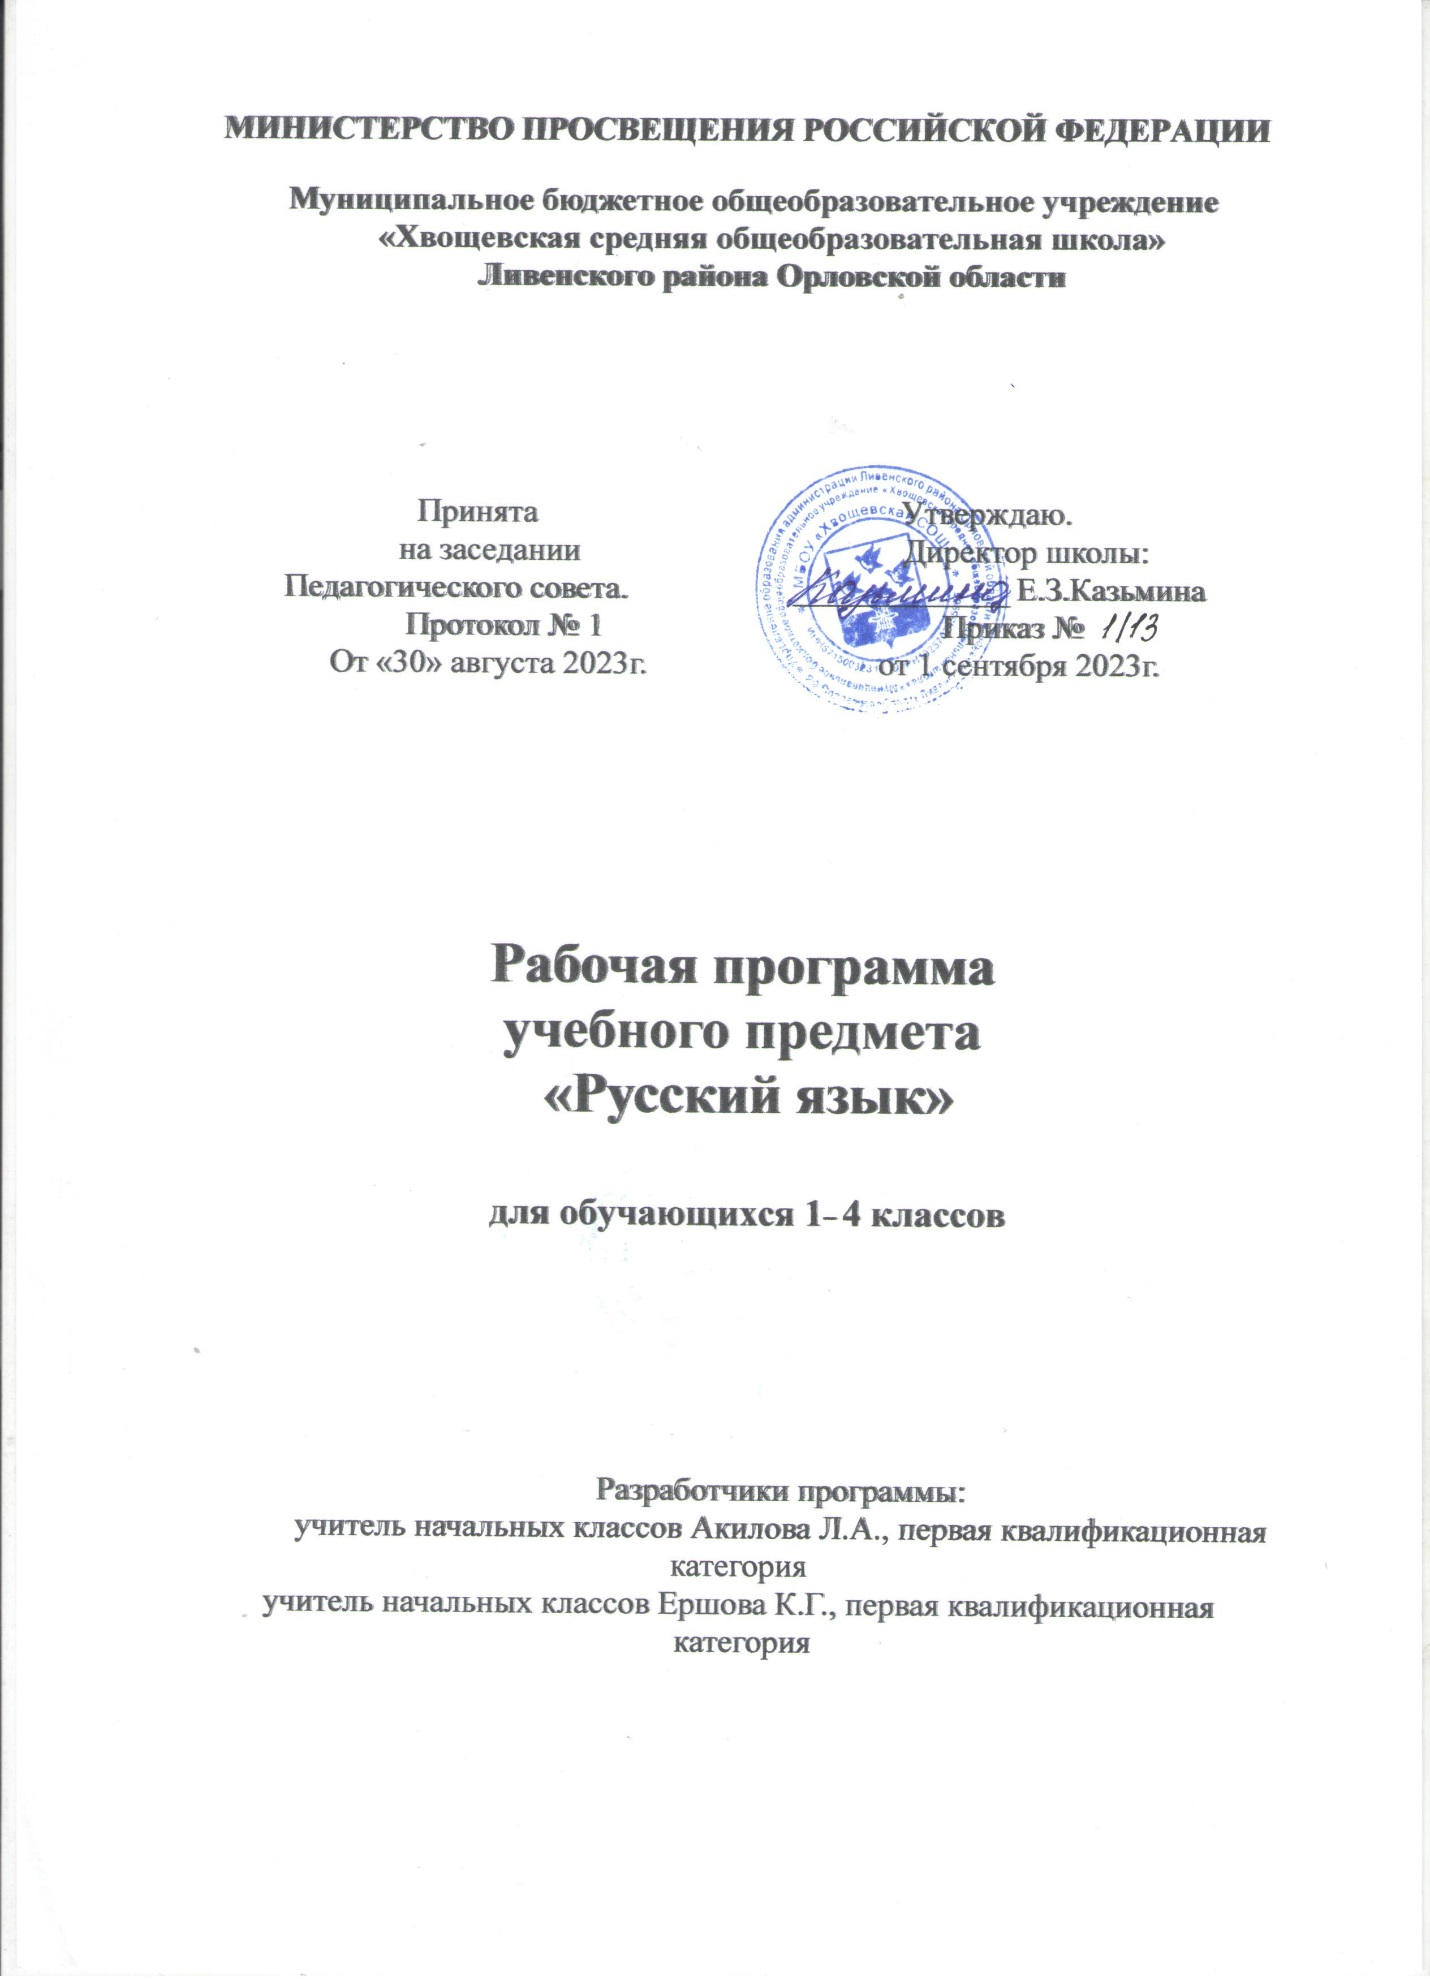 МИНИСТЕРСТВО ПРОСВЕЩЕНИЯ РОССИЙСКОЙ ФЕДЕРАЦИИ
Муниципальное бюджетное общеобразовательное учреждение
«Хвощевская средняя общеобразовательная школа»
Ливенского района Орловской области
Принята
на заседании
Педагогического совета.
Протокол № 1
От «30» августа 2023г.
Утверждаю.
Директор школы:
Е.З.Казьмина
Приказ № 1/13
от 1 сентября 2023г.
МБОУ «Хвощевская СОШ»
Рабочая программа
учебного предмета
«Русский язык»
для обучающихся 1– 4 классов
Разработчики программы:
учитель начальных классов Акилова Л.А., первая квалификационная
категория
учитель начальных классов Ершова К.Г., первая квалификационная
категория